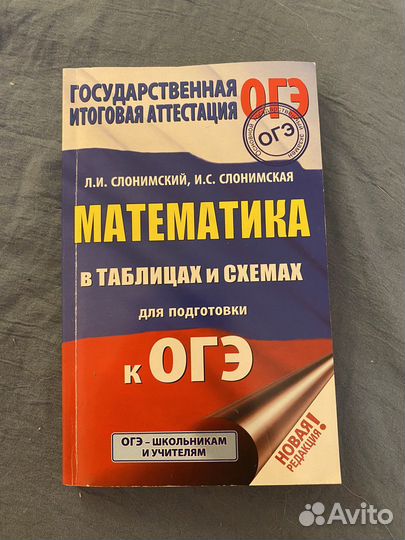 ГОСУДАРСТВЕННАЯ
ИТОГОВАЯ АТТЕСТАЦИЯ
ОГЭ
ОГЭ
Л.И. СЛОНИМСКИЙ, И.С. СЛОНИМСКАЯ
МАТЕМАТИКА
в ТАБЛИЦАХ и СХЕМАХ
для подготовки
к ОГЭ
ОГЭ – ШКОЛЬНИКАМ
И УЧИТЕЛЯМ
НОВАЯ
РЕДАКЦИЯ!
Avito